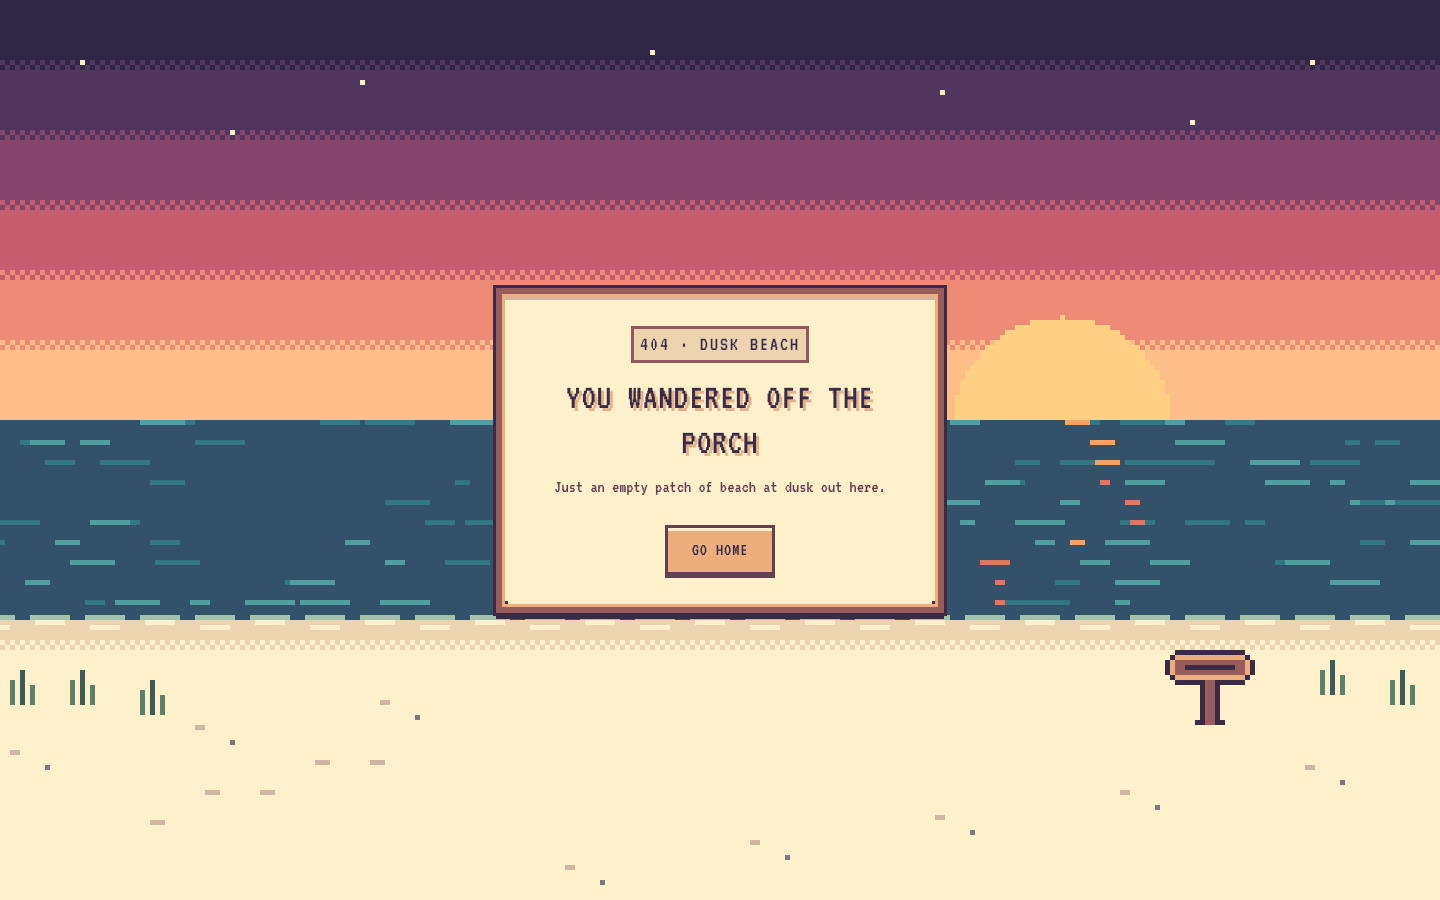 404 · DUSK BEACH
YOU WANDERED OFF THE
PORCH
Just an empty patch of beach at dusk out here.
GO HOME